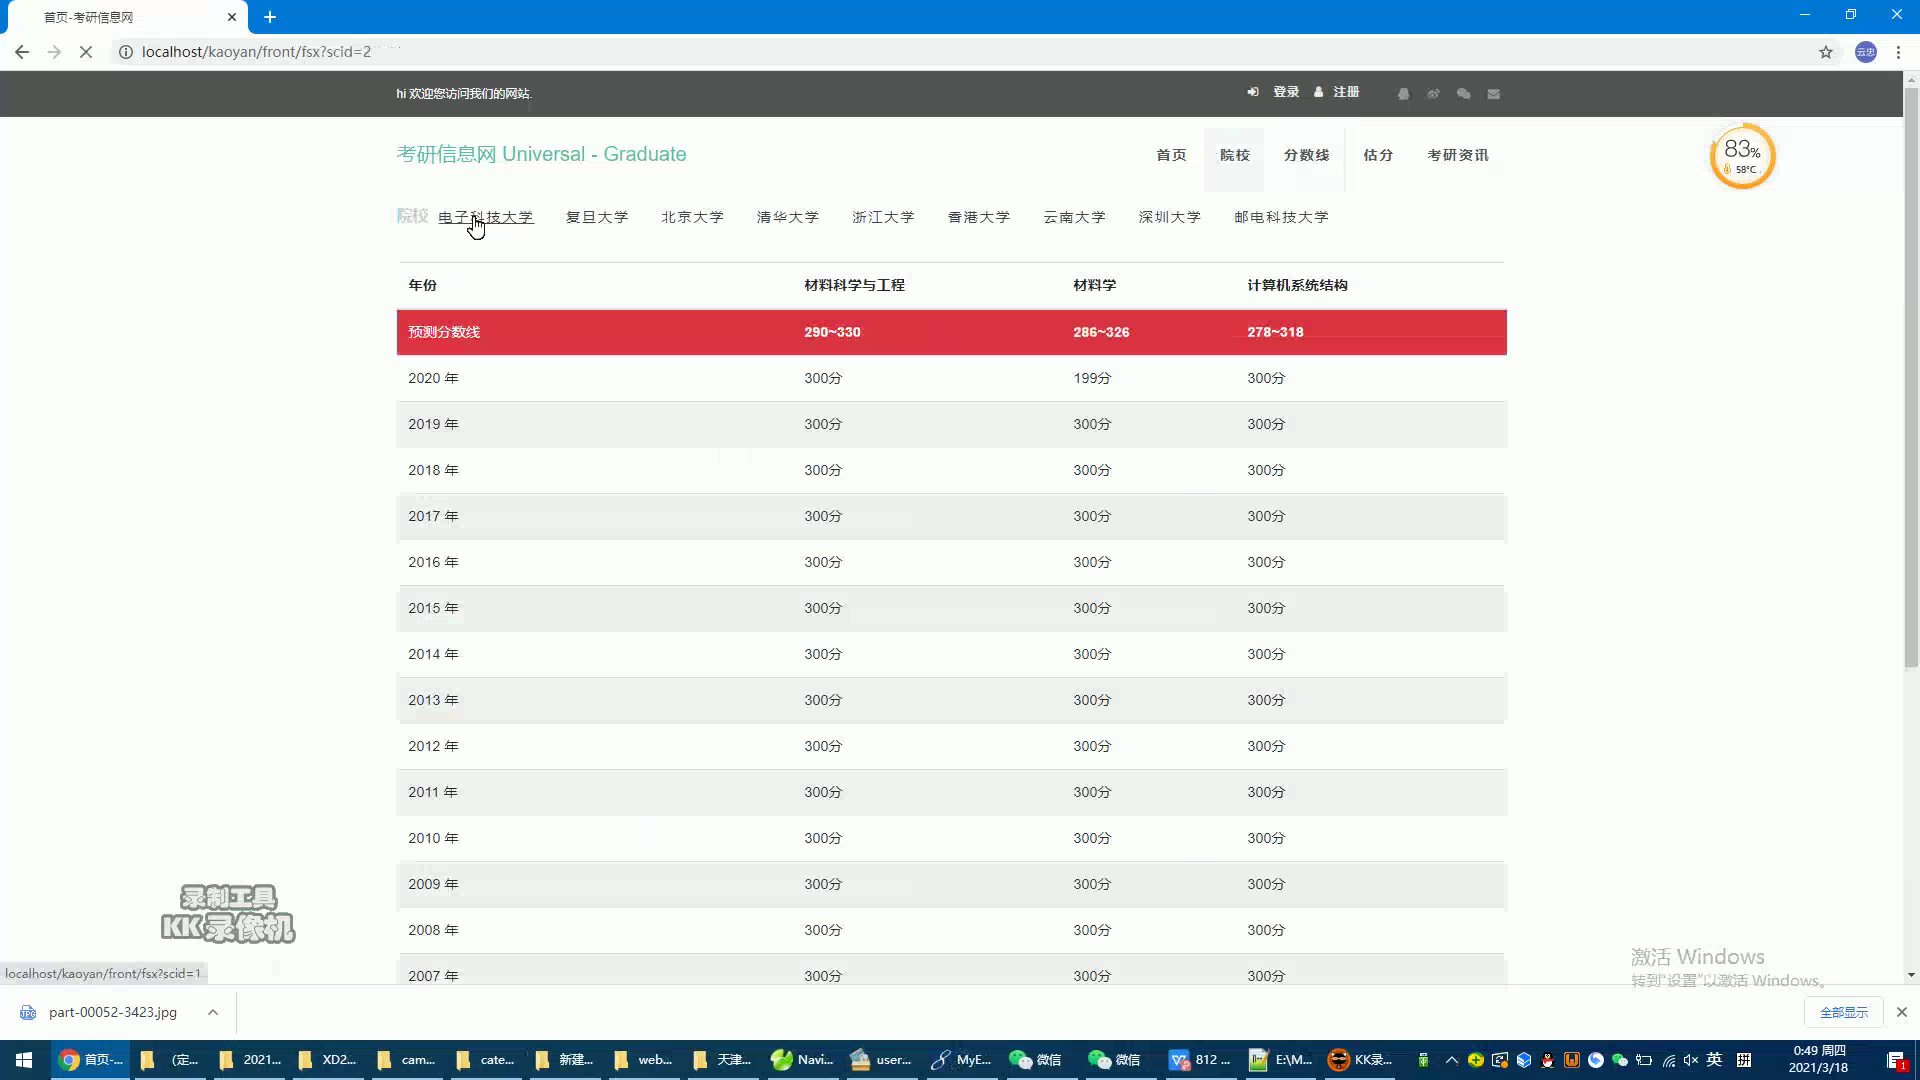 首页-考研信息网
localhost/kaoyan/front/fsx?scid=2
云忠
hi 欢迎您访问我们的网站.
登录 注册
考研信息网 Universal - Graduate
首页 院校 分数线 估分 考研资讯
83%
58°C
院校 电子科技大学 复旦大学 北京大学 清华大学 浙江大学 香港大学 云南大学 深圳大学 邮电科技大学
年份 材料科学与工程 材料学 计算机系统结构
预测分数线 290~330 286~326 278~318
2020 年 300分 199分 300分
2019 年 300分 300分 300分
2018 年 300分 300分 300分
2017 年 300分 300分 300分
2016 年 300分 300分 300分
2015 年 300分 300分 300分
2014 年 300分 300分 300分
2013 年 300分 300分 300分
2012 年 300分 300分 300分
2011 年 300分 300分 300分
2010 年 300分 300分 300分
2009 年 300分 300分 300分
2008 年 300分 300分 300分
2007 年 300分 300分 300分
录制工具
KK录像机
激活 Windows
转到"设置"以激活 Windows。
localhost/kaoyan/front/fsx?scid=1
part-00052-3423.jpg
全部显示
首页-... (定... 2021... XD2... cam... cate... 新建... web... 天津... Navi... user... MyE... 微信 微信 812 ... E:\M... KK录... 英 拼
0:49 周四
2021/3/18
1